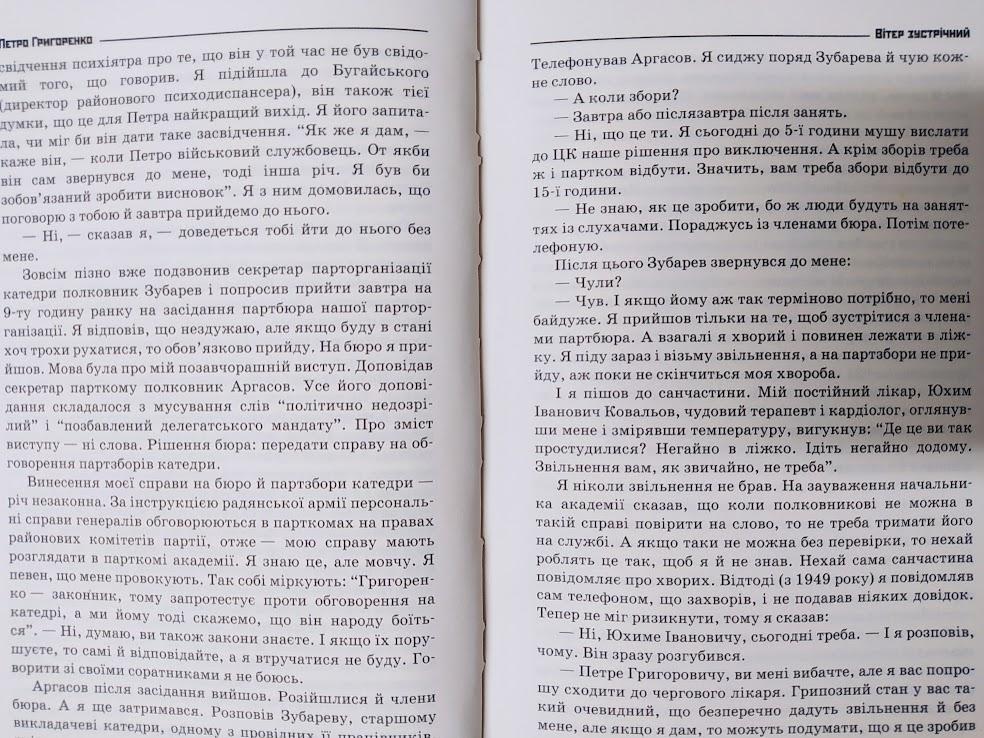 Петро Григоренко
свідчення психіятра про те, що він у той час не був свідо-
мий того, що говорив. Я підійшла до Бугайського
(директор районового психодиспансера), він також тієї
думки, що це для Петра найкращий вихід. Я його запита-
ла, чи міг би він дати таке засвідчення. “Як же я дам, —
каже він, — коли Петро військовий службовець. От якби
він сам звернувся до мене, тоді інша річ. Я був би
зобов’язаний зробити висновок”. Я з ним домовилась, що
поговорю з тобою й завтра прийдемо до нього.
— Ні, — сказав я, — доведеться тобі йти до нього без
мене.
Зовсім пізно вже подзвонив секретар парторганізації
катедри полковник Зубарев і попросив прийти завтра на
9-ту годину ранку на засідання партбюра нашої парторг-
анізації. Я відповів, що нездужаю, але якщо буду в стані
хоч трохи рухатися, то обов’язково прийду. На бюро я при-
йшов. Мова була про мій позавчорашній виступ. Доповідав
секретар парткому полковник Аргасов. Усе його допові-
дання складалося з мусування слів “політично недозрі-
лий” і “позбавлений делегатського мандату”. Про зміст
виступу — ні слова. Рішення бюра: передати справу на об-
говорення партзборів катедри.
Винесення моєї справи на бюро й партзбори катедри —
річ незаконна. За інструкцією радянської армії персональ-
ні справи генералів обговорюються в парткомах на правах
районових комітетів партії, отже — мою справу мають
розглядати в парткомі академії. Я знаю це, але мовчу. Я
певен, що мене провокують. Так собі міркують: “Григорен-
ко — законник, тому запротестує проти обговорення на
катедрі, а ми йому тоді скажемо, що він народу боїть-
ся”. — Ні, думаю, ви також закони знаєте. І якщо їх пору-
шуєте, то самі й відповідайте, а я втручатися не буду. Го-
ворити зі своїми соратниками я не боюсь.
Аргасов після засідання вийшов. Розійшлися й члени
бюра. А я ще затримався. Розповів Зубареву, старшому
викладачеві катедри, одному з провідних її працівників,
Вітер зустрічний
Телефонував Аргасов. Я сиджу поряд Зубарева й чую кож-
не слово.
— А коли збори?
— Завтра або післязавтра після занять.
— Ні, що це ти. Я сьогодні до 5-ї години мушу вислати
до ЦК наше рішення про виключення. А крім зборів треба
ж і партком відбути. Значить, вам треба збори відбути до
15-ї години.
— Не знаю, як це зробити, бо ж люди будуть на занят-
тях із слухачами. Пораджусь із членами бюра. Потім поте-
лефоную.
Після цього Зубарев звернувся до мене:
— Чули?
— Чув. І якщо йому аж так терміново потрібно, то мені
байдуже. Я прийшов тільки на те, щоб зустрітися з члена-
ми партбюра. А взагалі я хворий і повинен лежати в ліж-
ку. Я піду зараз і візьму звільнення, а на партзбори не при-
йду, аж поки не скінчиться моя хвороба.
І я пішов до санчастини. Мій постійний лікар, Юхим
Іванович Ковальов, чудовий терапевт і кардіолог, оглянув-
ши мене і змірявши температуру, вигукнув: “Де це ви так
простудилися? Негайно в ліжко. Ідіть негайно додому.
Звільнення вам, як звичайно, не треба”.
Я ніколи звільнення не брав. На зауваження начальни-
ка академії сказав, що коли полковникові не можна в
такій справі повірити на слово, то не треба тримати його
на службі. А якщо таки не можна без перевірки, то нехай
роблять це так, щоб я й не знав. Нехай сама санчастина
повідомляє про хворих. Відтоді (з 1949 року) я повідомляв
сам телефоном, що захворів, і не подавав ніяких довідок.
Тепер не міг ризикнути, тому я сказав:
— Ні, Юхиме Івановичу, сьогодні треба. — І я розповів,
чому. Він зразу розгубився.
— Петре Григоровичу, ви мені вибачте, але я вас попро-
шу сходити до чергового лікаря. Грипозний стан у вас та-
кий очевидний, що безперечно дадуть звільнення й без
мене, але якщо я дам, то можуть подумати, що я це зробив